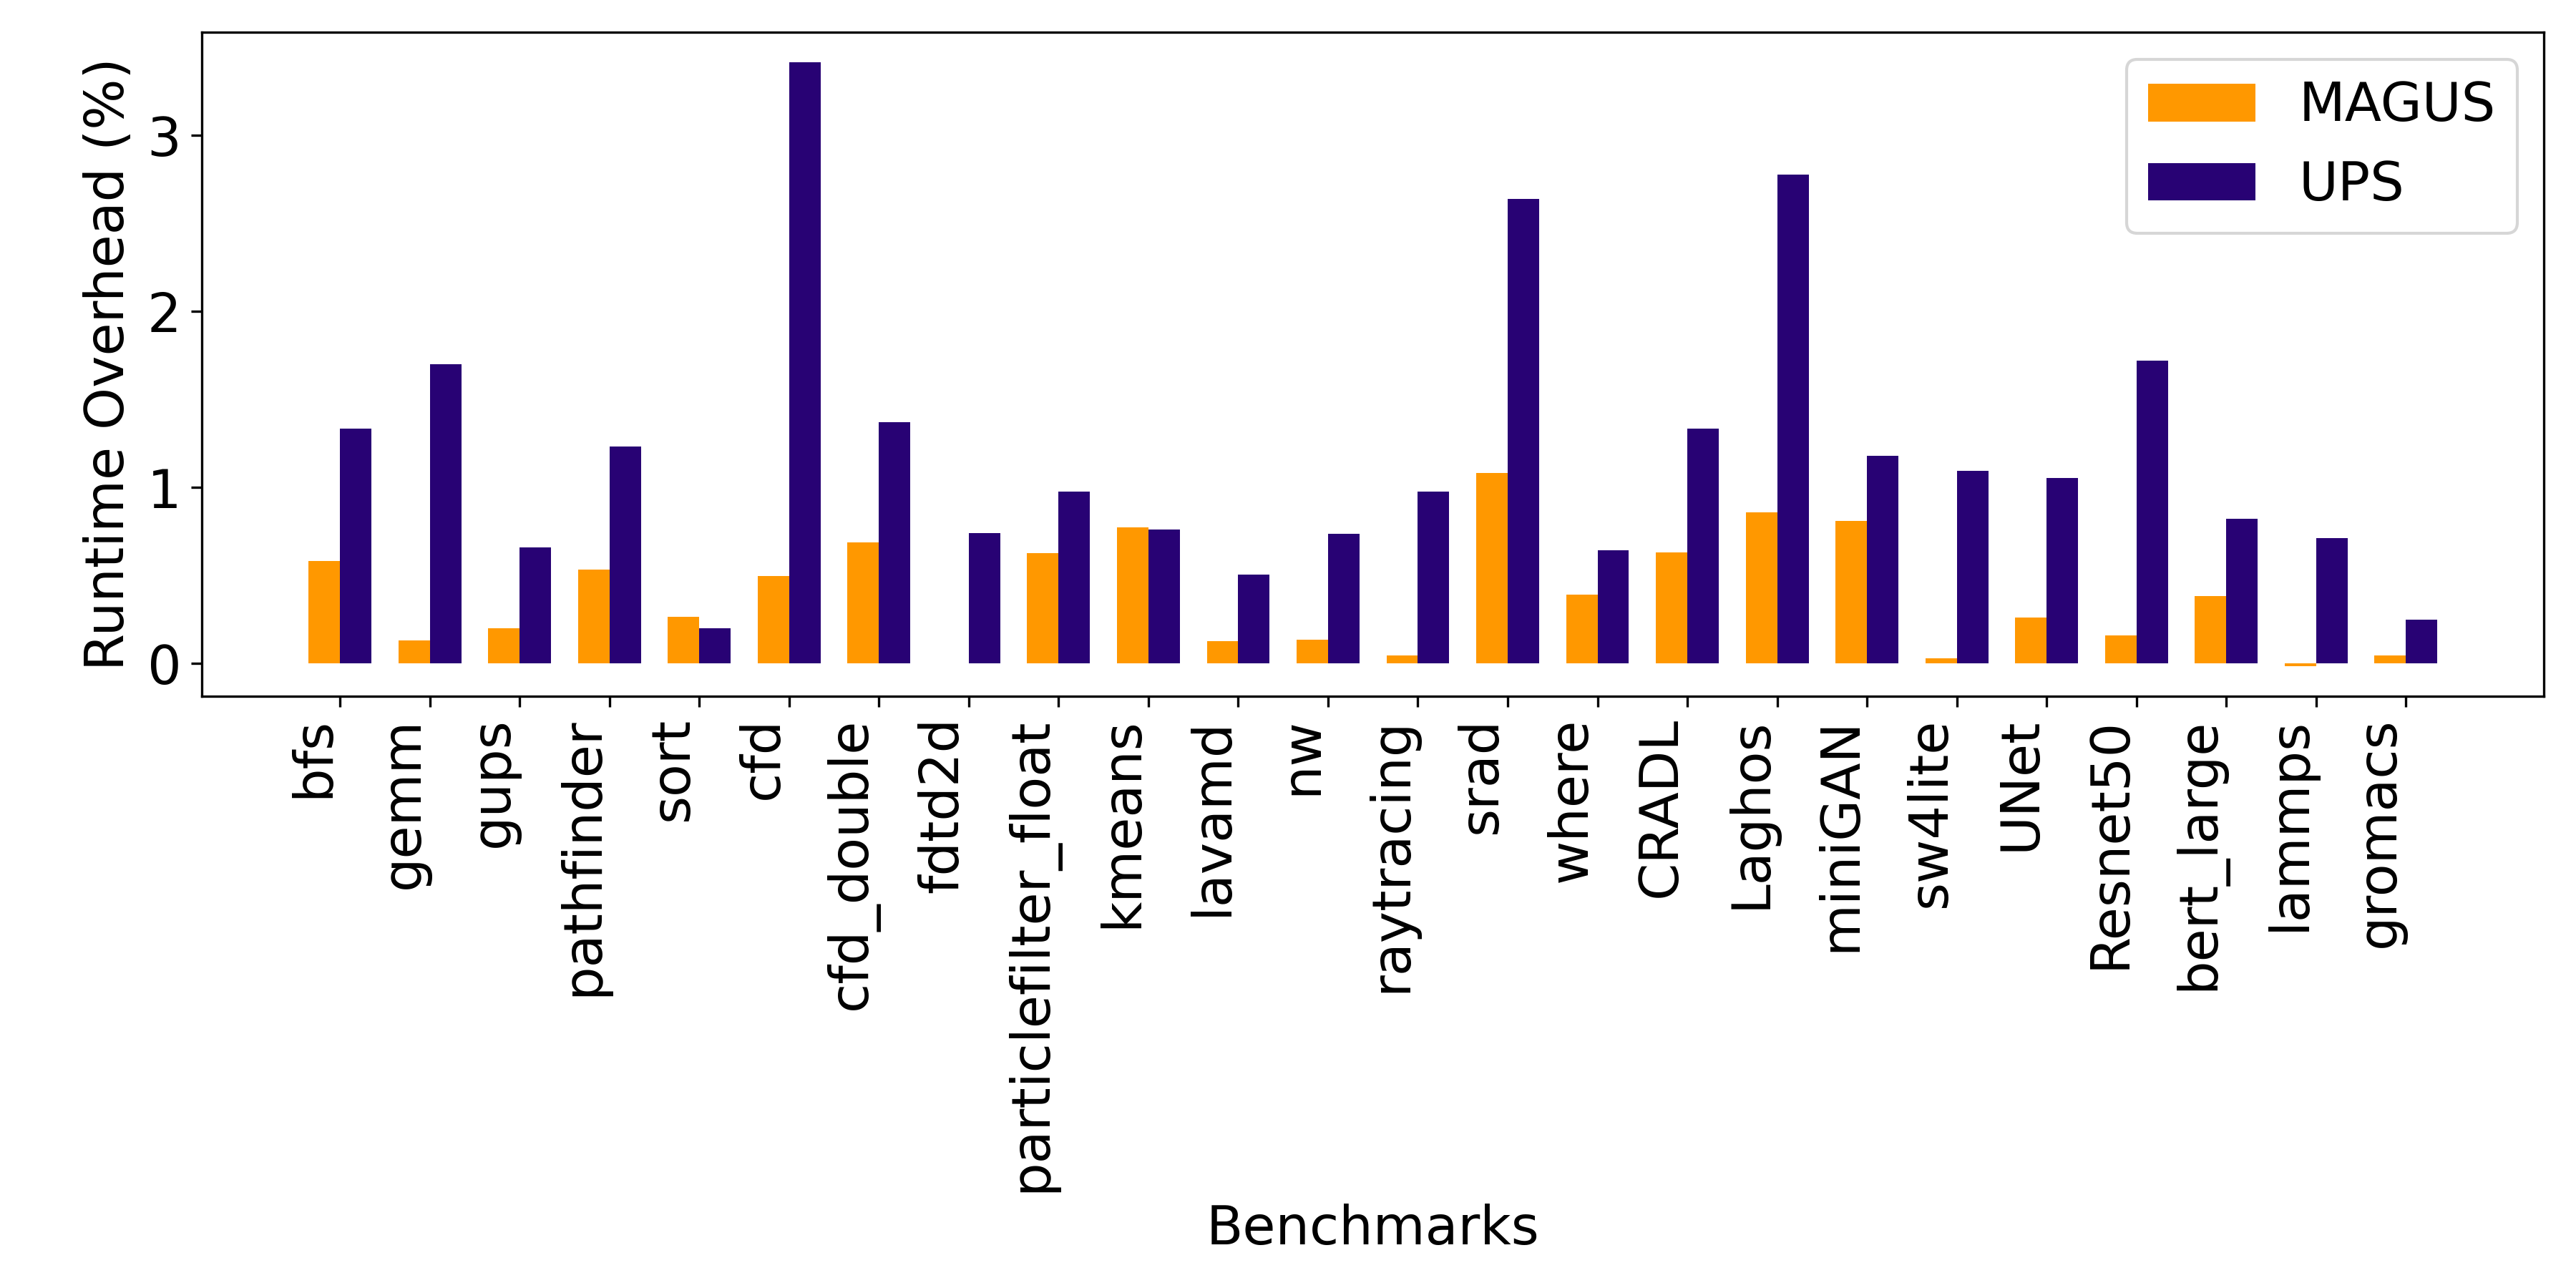 Runtime Overhead (%)
3
2
1
0
MAGUS
UPS
bfs
gemm
gups
pathfinder
sort
cfd
cfd_double
fdtd2d
particlefilter_float
kmeans
lavamd
nw
raytracing
srad
where
CRADL
Laghos
miniGAN
sw4lite
UNet
Resnet50
bert_large
lammps
gromacs
Benchmarks